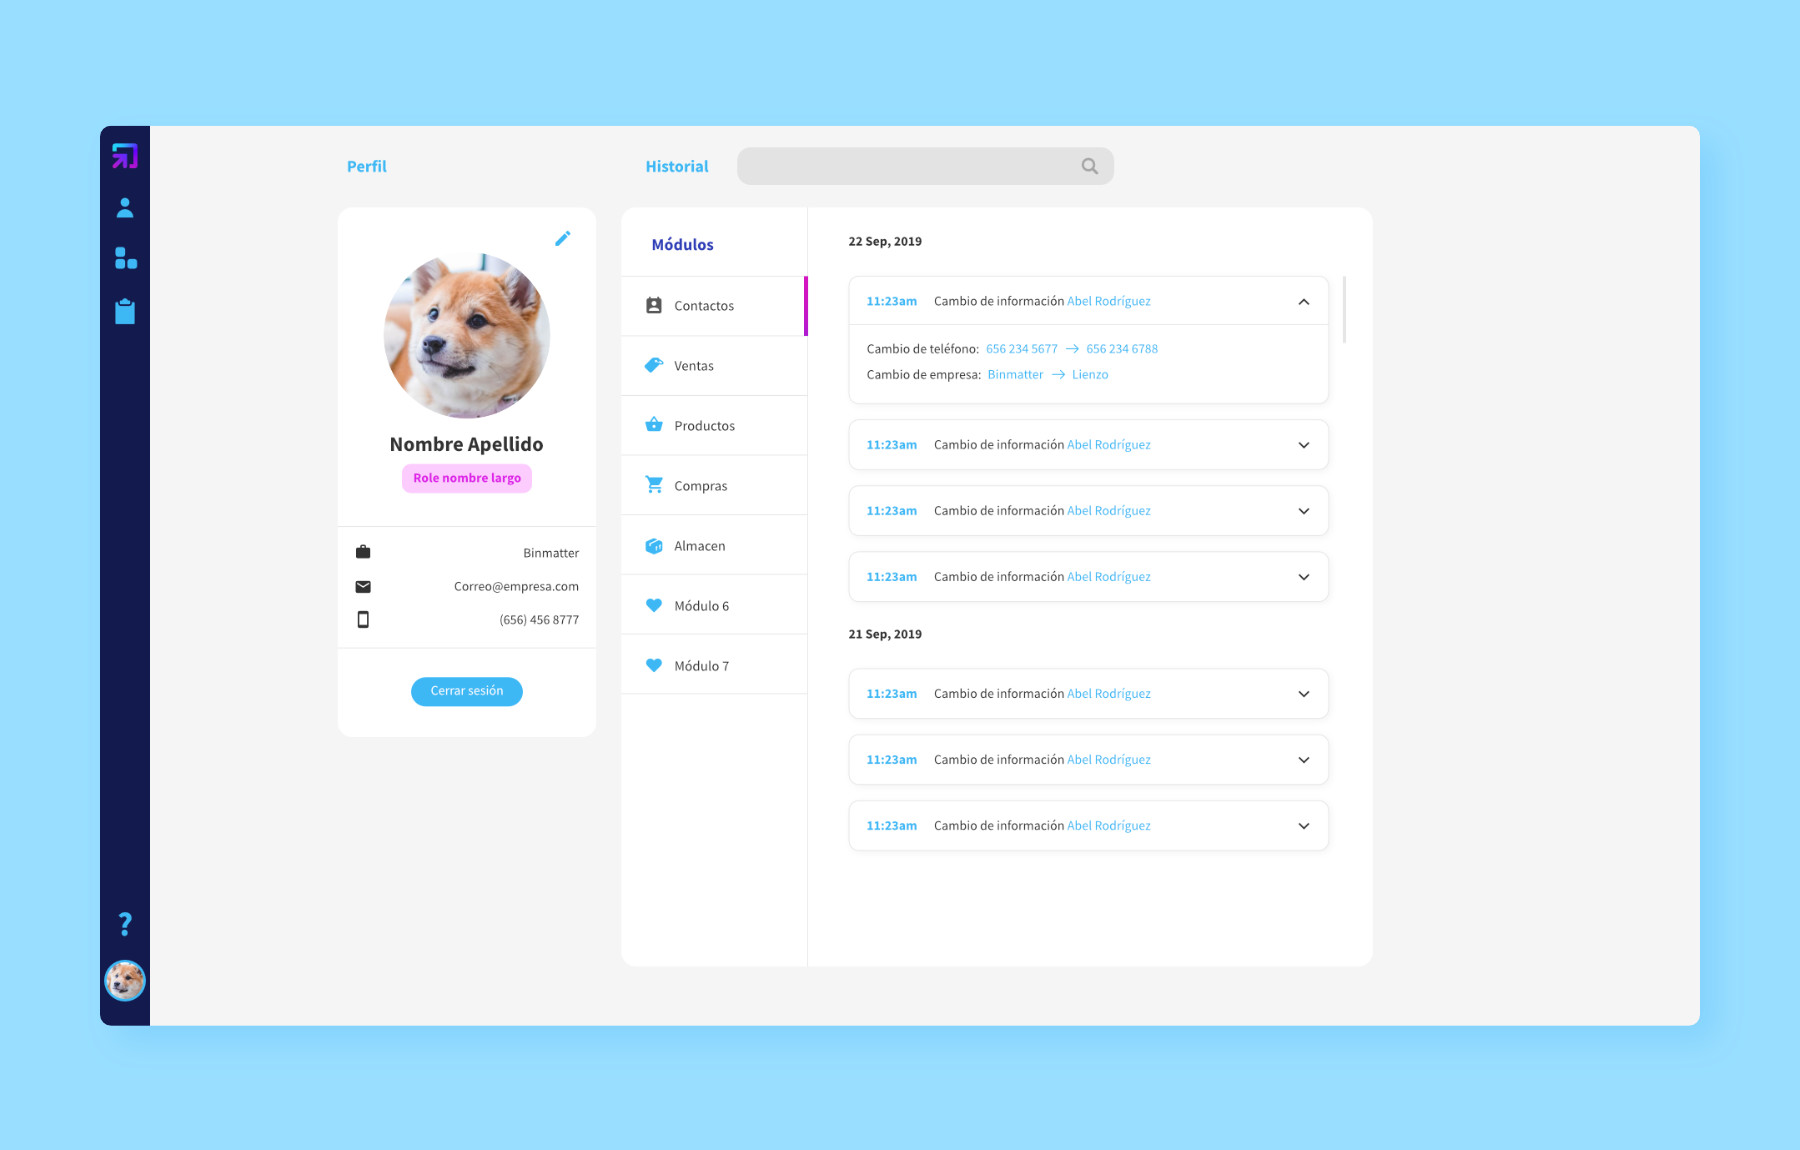 Perfil
Historial
Nombre Apellido
Role nombre largo
Binmatter
Correo@empresa.com
(656) 456 8777
Cerrar sesión
Módulos
Contactos
Ventas
Productos
Compras
Almacen
Módulo 6
Módulo 7
22 Sep, 2019
11:23am Cambio de información Abel Rodríguez
Cambio de teléfono: 656 234 5677 → 656 234 6788
Cambio de empresa: Binmatter → Lienzo
11:23am Cambio de información Abel Rodríguez
11:23am Cambio de información Abel Rodríguez
11:23am Cambio de información Abel Rodríguez
21 Sep, 2019
11:23am Cambio de información Abel Rodríguez
11:23am Cambio de información Abel Rodríguez
11:23am Cambio de información Abel Rodríguez
?